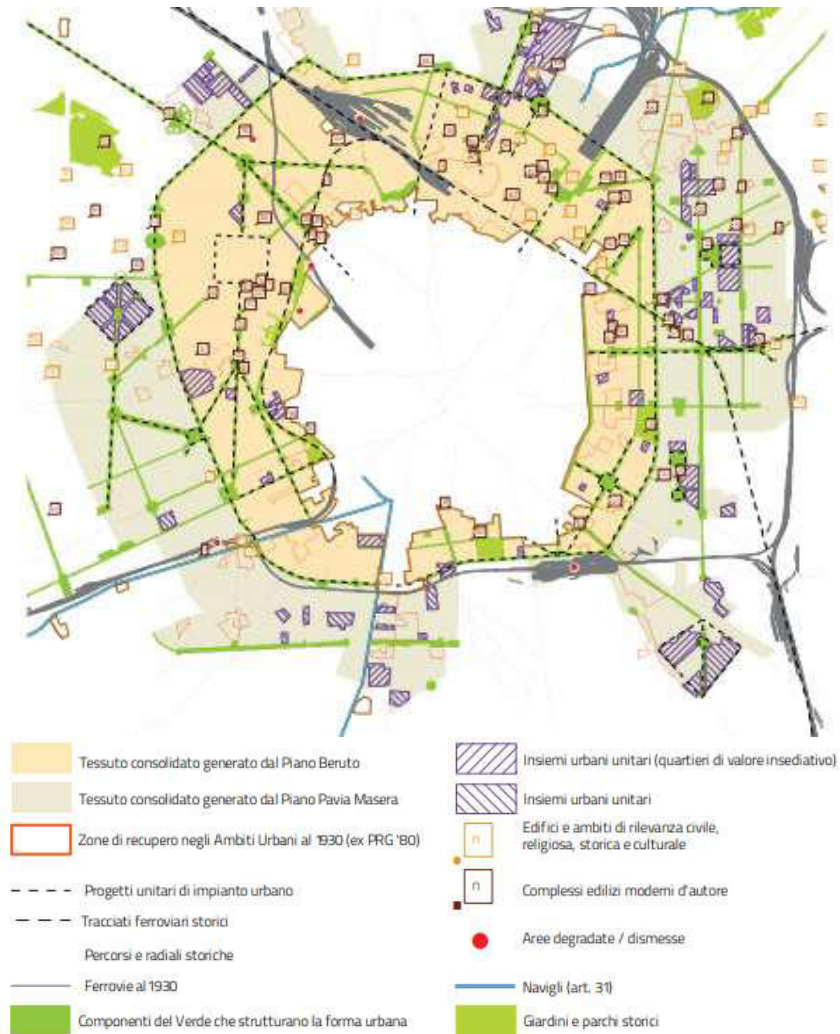 Tessuto consolidato generato dal Piano Beruto
Tessuto consolidato generato dal Piano Pavia Masera
Zone di recupero negli Ambiti Urbani al 1930 (ex PRG '80)
Progetti unitari di impianto urbano
Tracciati ferroviari storici
Percorsi e radiali storiche
Ferrovie al 1930
Componenti del Verde che strutturano la forma urbana
Insiemi urbani unitari (quartieri di valore insediativo)
Insiemi urbani unitari
n
Edifici e ambiti di rilevanza civile,
religiosa, storica e culturale
n
Complessi edilizi moderni d'autore
Aree degradate / dismesse
Navigli (art. 31)
Giardini e parchi storici